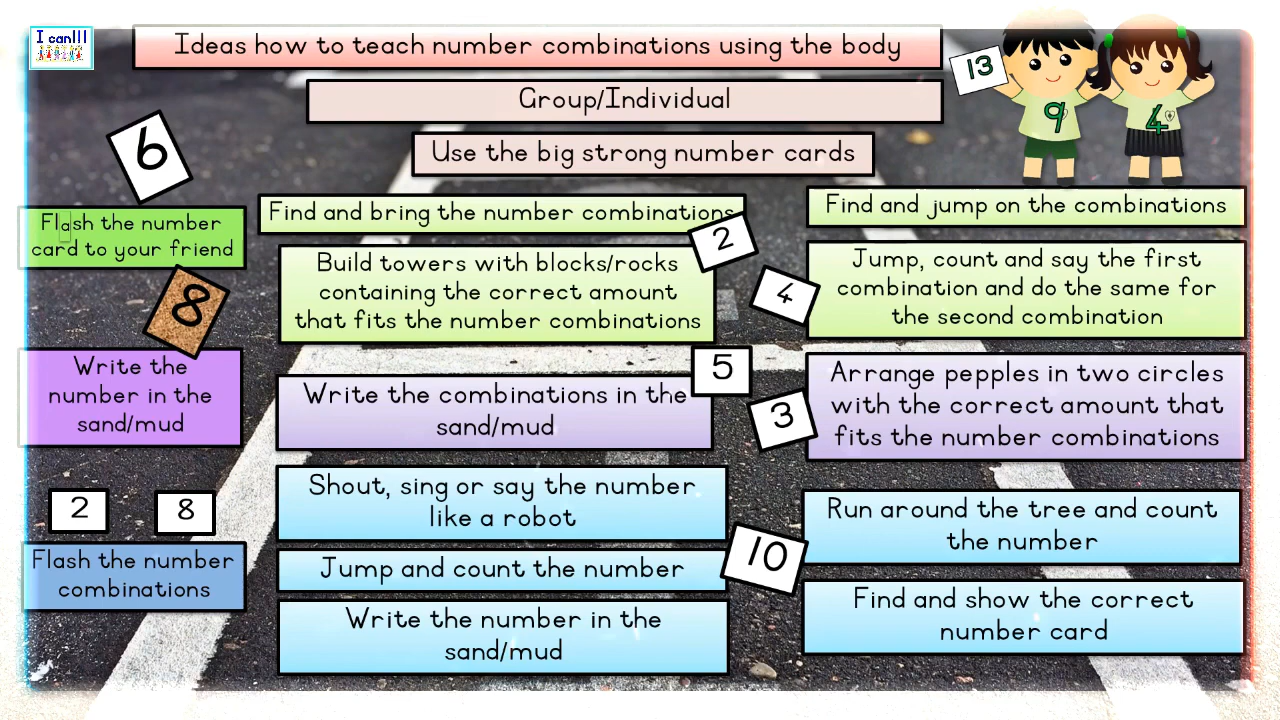 I can!!!
Ideas how to teach number combinations using the body
13
9
4
Group/Individual
Use the big strong number cards
6
Flash the number
card to your friend
8
Write the
number in the
sand/mud
2
8
Flash the number
combinations
Find and bring the number combinations
2
Build towers with blocks/rocks
containing the correct amount
that fits the number combinations
5
Write the combinations in the
sand/mud
Shout, sing or say the number
like a robot
Jump and count the number
Write the number in the
sand/mud
Find and jump on the combinations
4
Jump, count and say the first
combination and do the same for
the second combination
3
Arrange pepples in two circles
with the correct amount that
fits the number combinations
10
Run around the tree and count
the number
Find and show the correct
number card